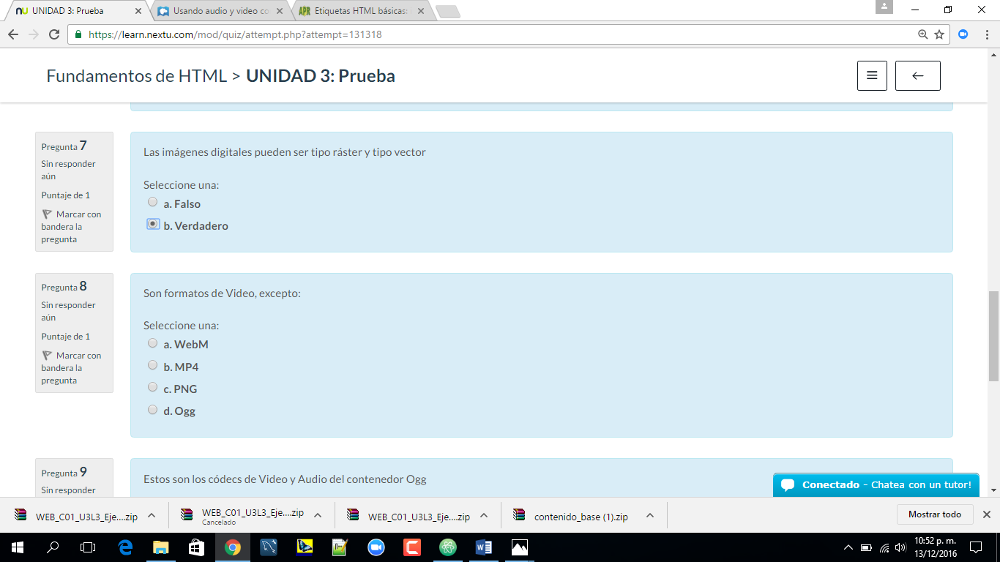 UNIDAD 3: Prueba
Usando audio y video co
Etiquetas HTML básicas:
https://learn.nextu.com/mod/quiz/attempt.php?attempt=131318
Fundamentos de HTML > UNIDAD 3: Prueba
Pregunta 7
Sin responder
aún
Puntaje de 1
Marcar con
bandera la
pregunta
Las imágenes digitales pueden ser tipo ráster y tipo vector
Seleccione una:
a. Falso
b. Verdadero
Pregunta 8
Sin responder
aún
Puntaje de 1
Marcar con
bandera la
pregunta
Son formatos de Video, excepto:
Seleccione una:
a. WebM
b. MP4
c. PNG
d. Ogg
Pregunta 9
Sin responder
Estos son los códecs de Video y Audio del contenedor Ogg
Conectado - Chatea con un tutor!
WEB_C01_U3L3_Eje....zip
WEB_C01_U3L3_Eje....zip
Cancelado
WEB_C01_U3L3_Eje....zip
contenido_base (1).zip
Mostrar todo
10:52 p. m.
13/12/2016